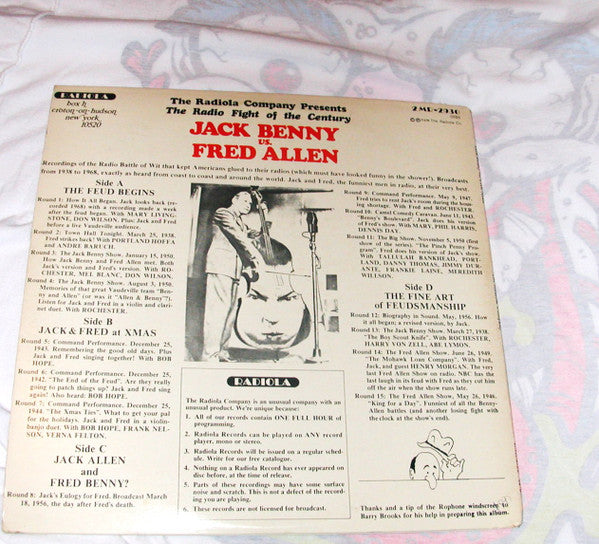 RADIOLA
box h
croton-on-hudson
new york
10520
The Radiola Company Presents
The Radio Fight of the Century
2MR-2930
JACK BENNY
vs.
FRED ALLEN
Recordings of the Radio Battle of Wit that kept Americans glued to their radios (which must have looked funny in the shower!). Broadcasts
from 1938 to 1968, exactly as heard from coast to coast and around the world. Jack and Fred, the funniest men in radio, at their very best.
Side A
THE FEUD BEGINS
Round 1: How It All Began. Jack looks back (re-
corded 1968) with a recording made a week
after the feud began. With MARY LIVING-
STONE, DON WILSON. Plus: Jack and Fred
before a live Vaudeville audience.
Round 2: Town Hall Tonight. March 25, 1938.
Fred strikes back! With PORTLAND HOFFA
and ANDRE BARUCH.
Round 3: The Jack Benny Show. January 15, 1950.
How Jack Benny and Fred Allen met. Both
Jack's version and Fred's version. With RO-
CHESTER, MEL BLANC, DON WILSON.
Round 4: The Jack Benny Show. August 3, 1950.
Memories of that great Vaudeville team "Ben-
ny and Allen" (or was it "Allen & Benny?").
Listen for Jack and Fred in a violin and clari-
net duet. With ROCHESTER.
Side B
JACK & FRED at XMAS
Round 5: Command Performance. December 25,
1943. Remembering the good old days. Plus
Jack and Fred singing together! With BOB
HOPE.
Round 6: Command Performance. December 25,
1942. "The End of the Feud". Are they really
going to patch things up? Jack and Fred sing
again! Also heard: BOB HOPE.
Round 7: Command Performance. December 25,
1944. "The Xmas Ties". What to get your pal
for the holidays. Jack and Fred in a violin-
banjo duet. With BOB HOPE, FRANK NEL-
SON, VERNA FELTON.
Side C
JACK ALLEN
and
FRED BENNY?
Round 8: Jack's Eulogy for Fred. Broadcast March
18, 1956, the day after Fred's death.
RADIOLA
The Radiola Company is an unusual company with an
unusual product. We're unique because:
1. All of our records contain ONE FULL HOUR of
programming.
2. Radiola Records can be played on ANY record
player, mono or stereo.
3. Radiola Records will be issued on a regular sched-
ule. Write for our free catalogue.
4. Nothing on a Radiola Record has ever appeared on
disc before, at the time of release.
5. Parts of these recordings may have some surface
noise and scratch. This is not a defect of the record-
ing you are playing.
6. These records are not licensed for broadcast.
Round 9: Command Performance. May 9, 1947.
Fred tries to real Jack's room during the hous-
ing shortage. With Fred and ROCHESTER.
Round 10: Camel Comedy Caravan. June 11, 1943.
"Benny's Boulevard". Jack does his version of
Fred's show. With MARY, PHIL HARRIS,
DENNIS DAY
Round 11: The Big Show. November 5, 1950 (first
show of the series). "The Pinch Penny Pro-
gram". Fred does his version of Jack's show.
With TALLULAH BANKHEAD, PORT-
LAND, DANNY THOMAS, JIMMY DUR-
ANTE, FRANKIE LAINE, MEREDITH
WILLSON.
Side D
THE FINE ART
of FEUDSMANSHIP
Round 12: Biography in Sound. May, 1956. How
it all began; a revised version, by Jack.
Round 13: The Jack Benny Show. March 27, 1938.
"The Boy Scout Knife". With ROCHESTER,
HARRY VON ZELL, ABE LYMON.
Round 14: The Fred Allen Show. June 26, 1949.
"The Mohawk Loan Company". With Fred,
Jack, and guest HENRY MORGAN. The very
last Fred Allen Show on radio. NBC has the
last laugh in its feud with Fred as they cut him
off the air when the show runs late.
Round 15: The Fred Allen Show, May 26, 1946.
"King for a Day". Funniest of all the Benny-
Allen battles (and another losing fight with
the clock at the show's end).
Thanks and a tip of the Rophone windscreen to
Barry Brooks for his help in preparing this album.